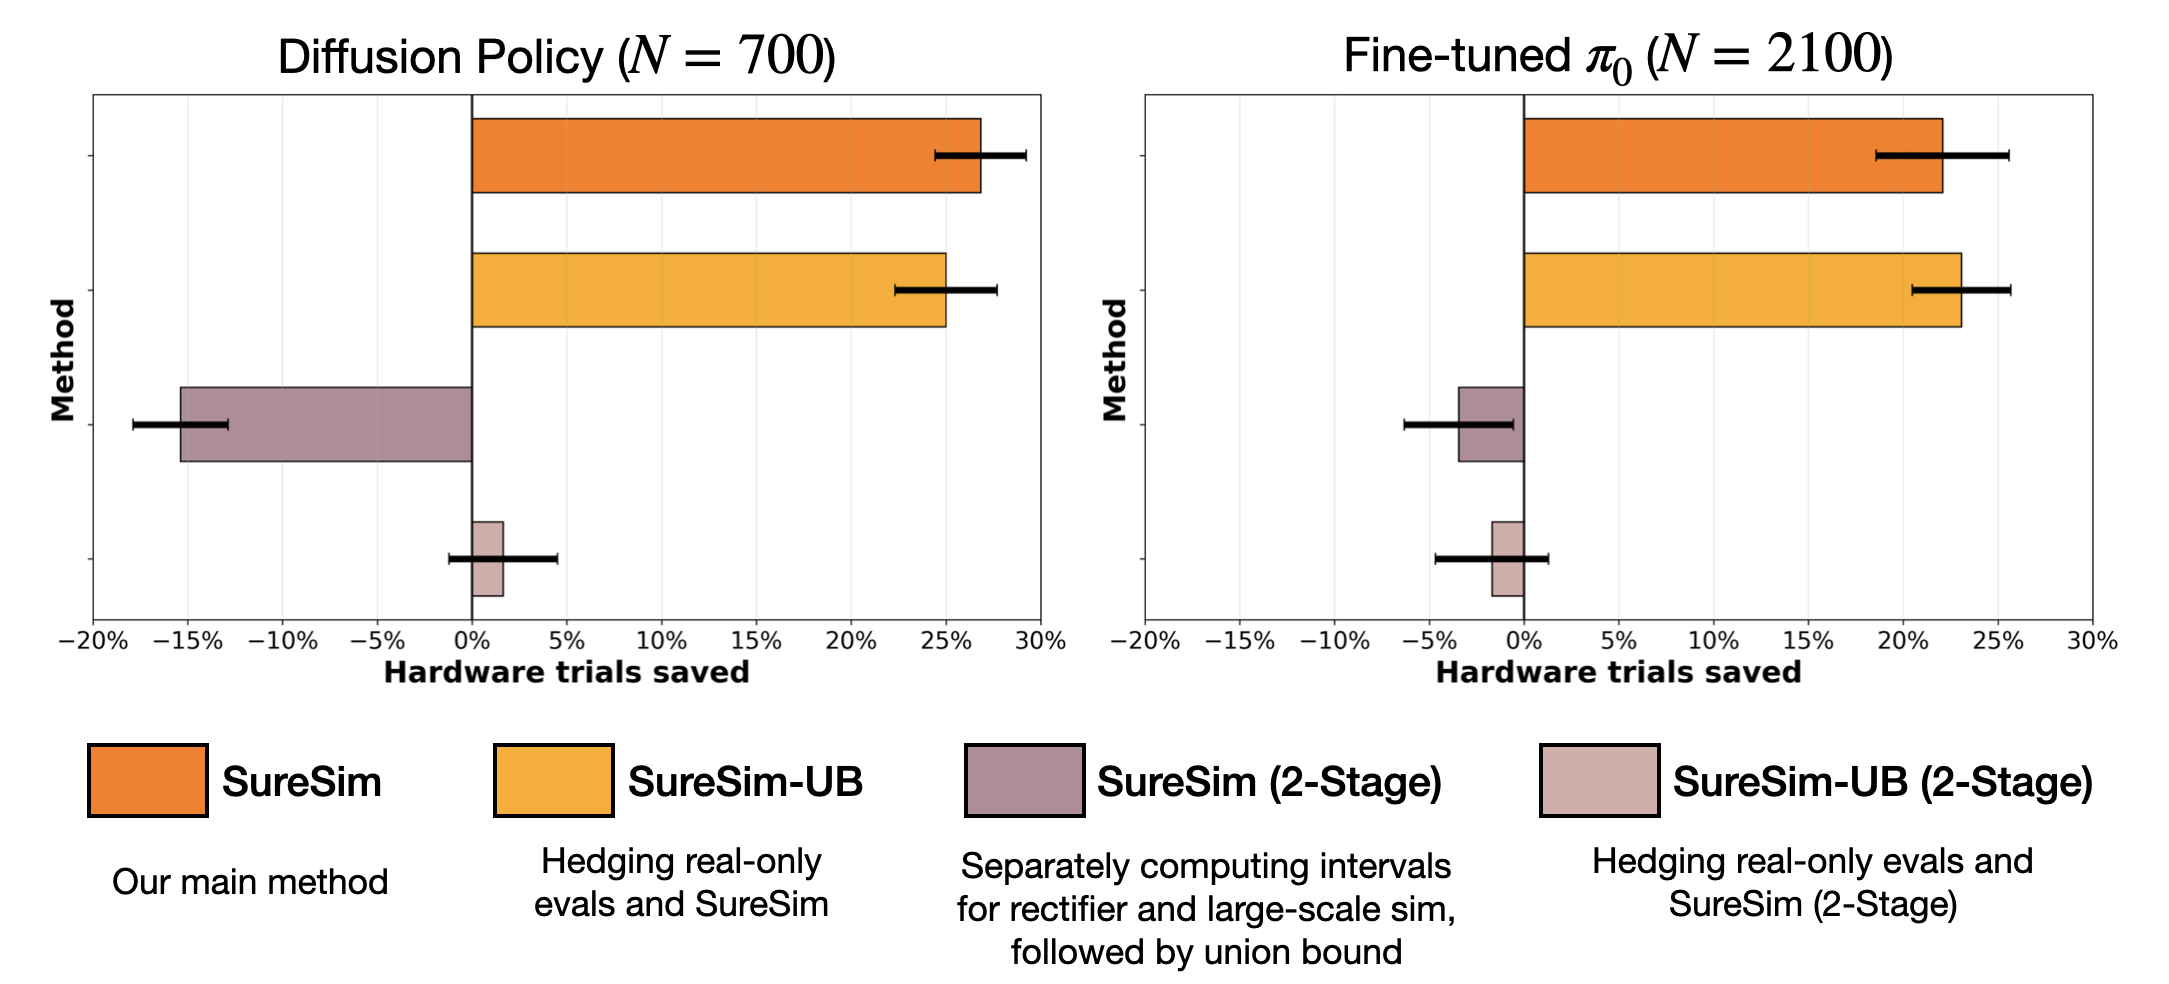 Diffusion Policy (N = 700)
Method
−20% −15% −10% −5% 0% 5% 10% 15% 20% 25% 30%
Hardware trials saved
Fine-tuned π₀ (N = 2100)
Method
−20% −15% −10% −5% 0% 5% 10% 15% 20% 25% 30%
Hardware trials saved
SureSim
Our main method
SureSim-UB
Hedging real-only
evals and SureSim
SureSim (2-Stage)
Separately computing intervals
for rectifier and large-scale sim,
followed by union bound
SureSim-UB (2-Stage)
Hedging real-only evals and
SureSim (2-Stage)